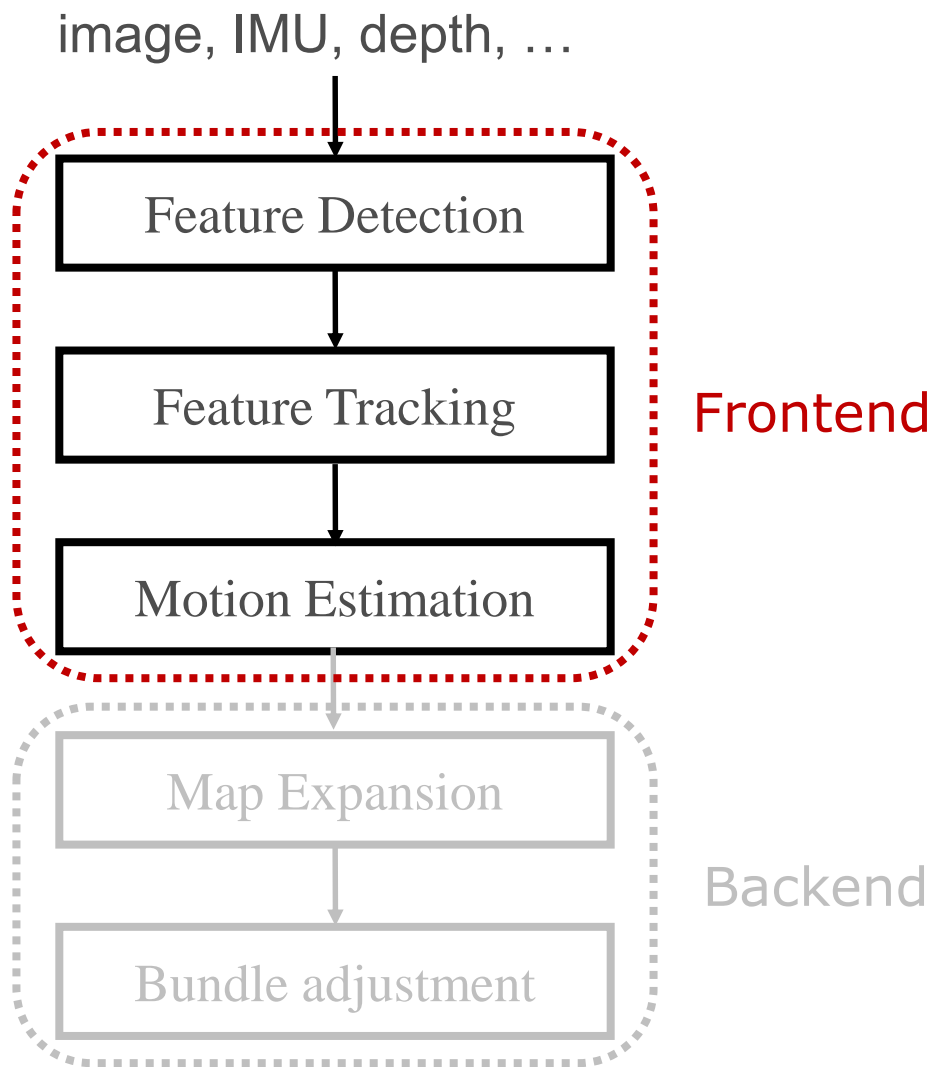 image, IMU, depth, …
Feature Detection
Feature Tracking
Frontend
Motion Estimation
Map Expansion
Backend
Bundle adjustment